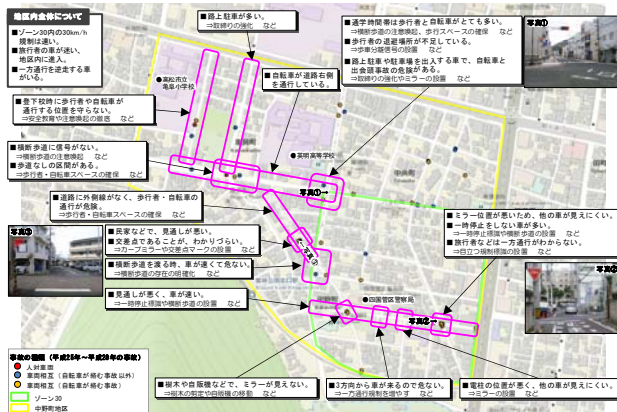 地区内全体について
■ゾーン30内の30km/h
規制は速い。
■旅行者の車が迷い、
地区内に進入。
■一方通行を逆走する車
がいる。
■路上駐車が多い。
⇒取締りの強化 など
■通学時間帯は歩行者と自転車がとても多い。
⇒横断歩道の注意喚起、歩行スペースの確保 など
■歩行者の退避場所が不足している。
⇒歩車分離信号の設置 など
■路上駐車や駐車場を出入する車で、自転車と
出会頭事故の危険がある。
⇒取締りの強化やミラーの設置 など
写真①
●高松市立
亀阜小学校
■自転車が道路右側
を通行している。
■登下校時に歩行者や自転車が
通行する位置を守らない。
⇒安全教育や注意喚起の徹底 など
■横断歩道に信号がない。
⇒横断歩道の注意喚起 など
■歩道なしの区間がある。
⇒歩行者・自転車スペースの確保 など
●英明高等学校
写真①→
■道路に外側線がなく、歩行者・自転車の
通行が危険。
⇒歩行者・自転車スペースの確保 など
■ミラー位置が悪いため、他の車が見えにくい。
■一時停止をしない車が多い。
⇒一時停止標識や横断歩道の設置 など
■旅行者などは一方通行がわからない。
⇒目立つ規制標識の設置 など
写真③
■民家などで、見通しが悪い。
■交差点であることが、わかりづらい。
⇒カーブミラーや交差点マークの設置 など
■横断歩道を渡る時、車が速くて危ない。
⇒横断歩道の存在の明確化 など
写真②
■見通しが悪く、車が速い。
⇒一時停止標識や横断歩道の設置 など
●四国管区警察局
写真②→
事故の種類（平成25年～平成28年の事故）
人対車両
車両相互（自転車が絡む事故以外）
車両相互（自転車が絡む事故）
ゾーン30
中野町地区
■樹木や自販機などで、ミラーが見えない。
⇒樹木の剪定や自販機の移動 など
■3方向から車が来るので危ない。
⇒一方通行規制を増やす など
■電柱の位置が悪く、他の車が見えにくい。
⇒ミラーの設置 など